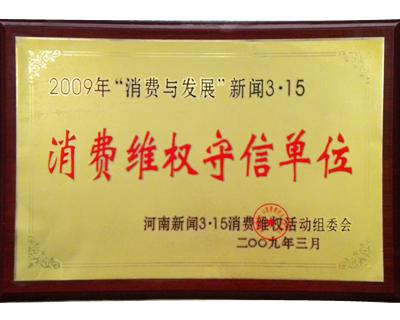 2009年“消费与发展”新闻3·15
消费维权守信单位
河南新闻3·15消费维权活动组委会
二〇〇九年三月